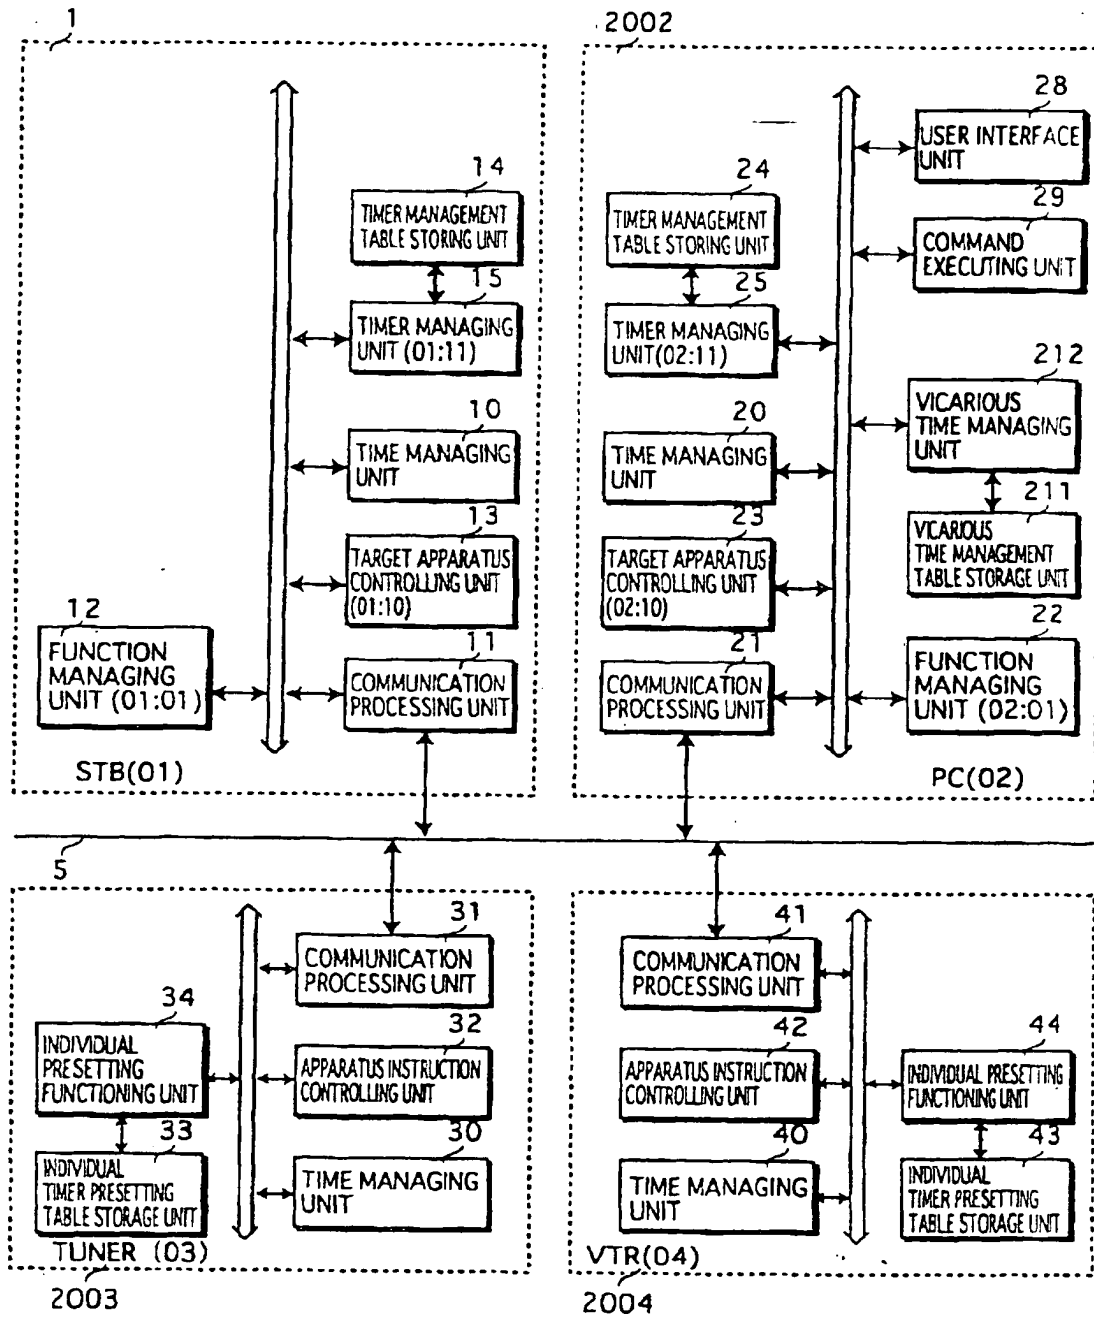 1
14
TIMER MANAGEMENT
TABLE STORING UNIT
15
TIMER MANAGING
UNIT (01:11)
10
TIME MANAGING
UNIT
13
TARGET APPARATUS
CONTROLLING UNIT
(01:10)
12
FUNCTION
MANAGING
UNIT (01:01)
11
COMMUNICATION
PROCESSING UNIT
STB(01)
2002
28
USER INTERFACE
UNIT
24
TIMER MANAGEMENT
TABLE STORING UNIT
29
COMMAND
EXECUTING UNIT
25
TIMER MANAGING
UNIT(02:11)
212
VICARIOUS
TIME MANAGING
UNIT
20
TIME MANAGING
UNIT
211
VICARIOUS
TIME MANAGEMENT
TABLE STORAGE UNIT
23
TARGET APPARATUS
CONTROLLING UNIT
(02:10)
22
FUNCTION
MANAGING
UNIT (02:01)
21
COMMUNICATION
PROCESSING UNIT
PC(02)
5
31
COMMUNICATION
PROCESSING UNIT
34
INDIVIDUAL
PRESETTING
FUNCTIONING UNIT
32
APPARATUS INSTRUCTION
CONTROLLING UNIT
33
INDIVIDUAL
TIMER PRESETTING
TABLE STORAGE UNIT
30
TIME MANAGING
UNIT
TUNER (03)
2003
41
COMMUNICATION
PROCESSING UNIT
42
APPARATUS INSTRUCTION
CONTROLLING UNIT
44
INDIVIDUAL PRESETTING
FUNCTIONING UNIT
40
TIME MANAGING
UNIT
43
INDIVIDUAL
TIMER PRESETTING
TABLE STORAGE UNIT
VTR(04)
2004